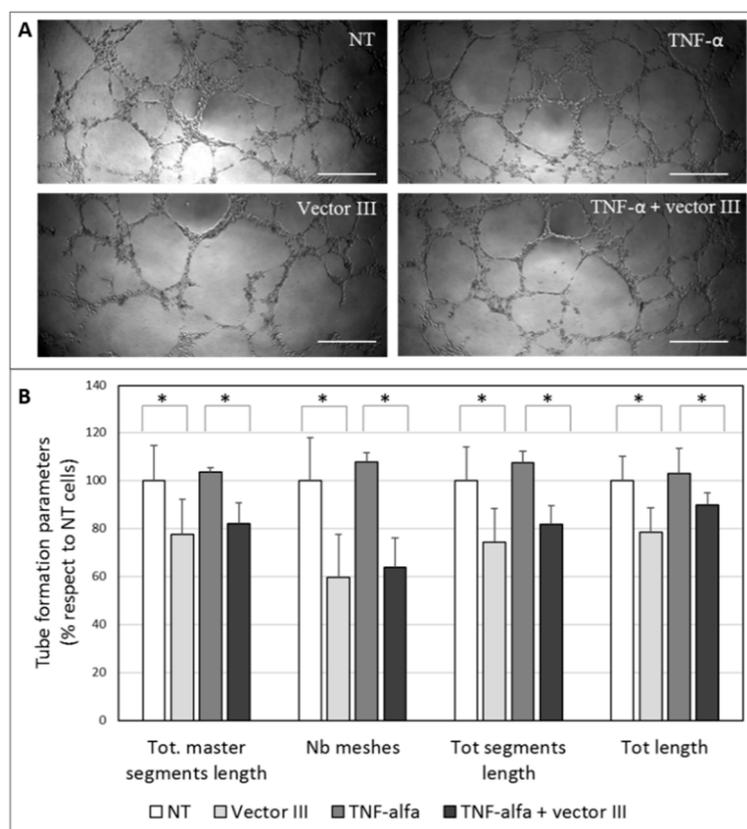 A
NT
TNF-α
Vector III
TNF-α + vector III
B
Tube formation parameters
(% respect to NT cells)
140
120
100
80
60
40
20
0
* * * * * * * *
Tot. master
segments length
Nb meshes
Tot segments
length
Tot length
NT
Vector III
TNF-alfa
TNF-alfa + vector III